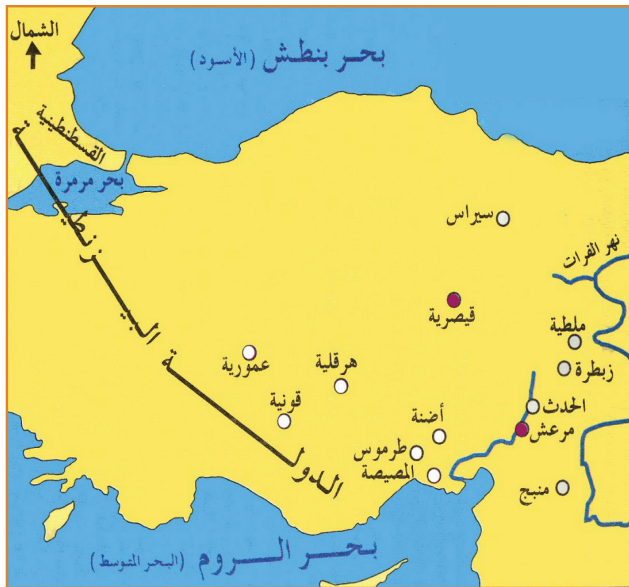 الشمال
بحر بنطش (الأسود)
القسطنطينية
بحر مرمرة
الدولة البيزنطية
سيراس
نهر الفرات
قيصرية
ملطية
زبطرة
عمورية
هرقلية
الحدث
قونية
أضنة
مرعش
طرموس
المصيصة
منبج
بحر الروم (البحر المتوسط)